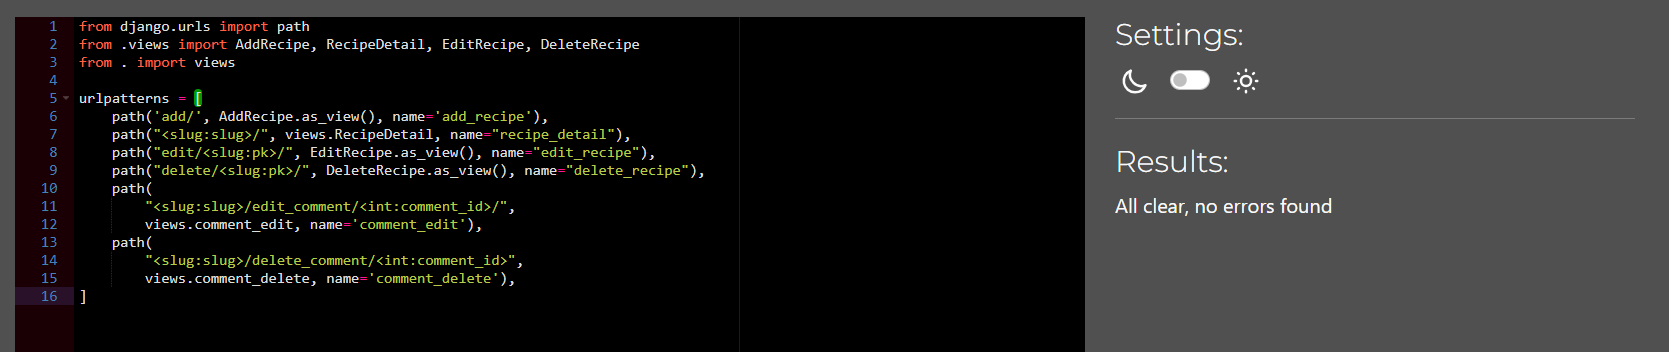 1 from django.urls import path
2 from .views import AddRecipe, RecipeDetail, EditRecipe, DeleteRecipe
3 from . import views
4
5 urlpatterns = [
6     path('add/', AddRecipe.as_view(), name='add_recipe'),
7     path("<slug:slug>/", views.RecipeDetail, name="recipe_detail"),
8     path("edit/<slug:pk>/", EditRecipe.as_view(), name="edit_recipe"),
9     path("delete/<slug:pk>/", DeleteRecipe.as_view(), name="delete_recipe"),
10     path(
11         "<slug:slug>/edit_comment/<int:comment_id>/",
12         views.comment_edit, name='comment_edit'),
13     path(
14         "<slug:slug>/delete_comment/<int:comment_id>",
15         views.comment_delete, name='comment_delete'),
16 ]
Settings:
Results:
All clear, no errors found